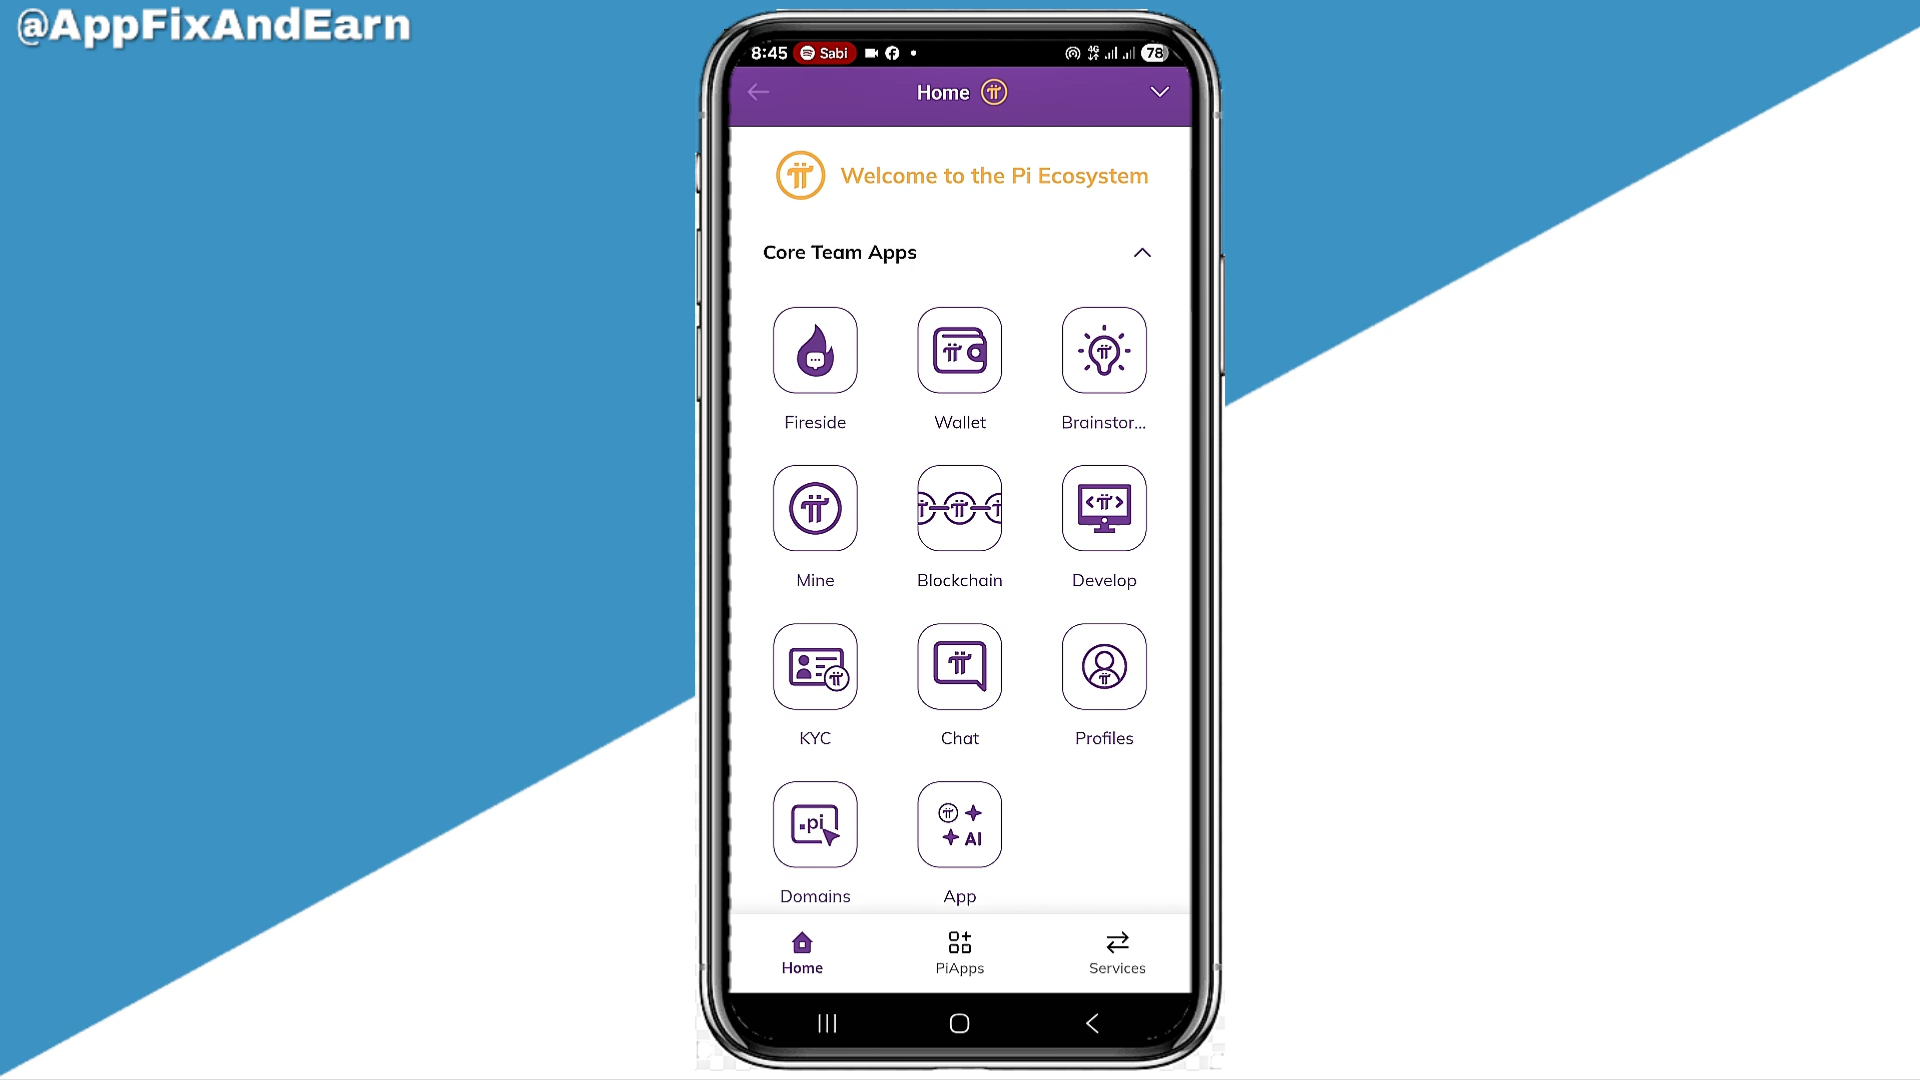 @AppFixAndEarn
8:45 Sabi 4G 78
Home
Welcome to the Pi Ecosystem
Core Team Apps
Fireside Wallet Brainstor...
Mine Blockchain Develop
KYC Chat Profiles
.pi AI
Domains App
Home PiApps Services